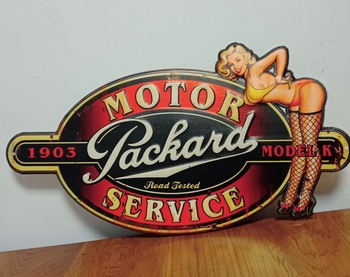 MOTOR
1903 Packard MODEL K
Road Tested
SERVICE